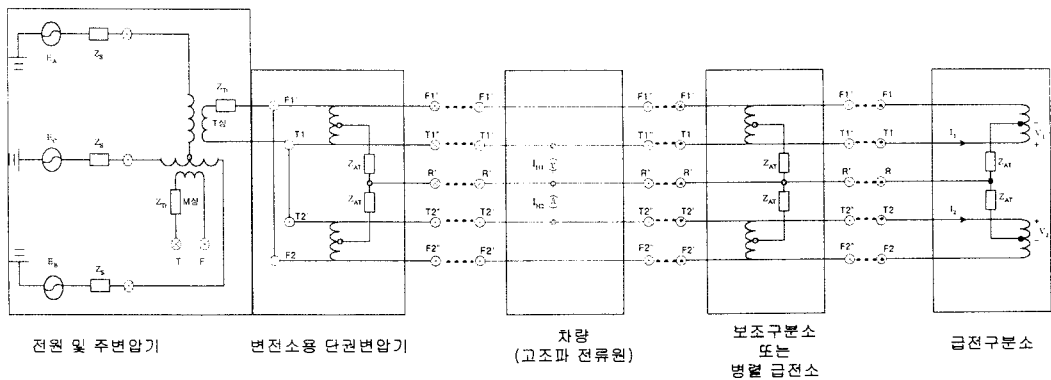 E_A
Z_S
Z_Tr
T상
E_C
Z_S
Z_Tr
M상
T
F
E_B
Z_S
전원 및 주변압기
F1'
T1
Z_AT
R'
Z_AT
T2'
F2
변전소용 단권변압기
F1' F1'
T1" T1'
R' R'
T2" T2'
F2" F2'
I_H1
I_H2
차량
(고조파 전류원)
F1' F1'
T1" T1
R' R'
T2" T2
F2" F2'
Z_AT
Z_AT
보조구분소
또는
병렬 급전소
F1' F1
T1" T1
R' R
T2" T2
F2" F2
I_1
I_2
Z_AT
Z_AT
V_1
V_2
급전구분소